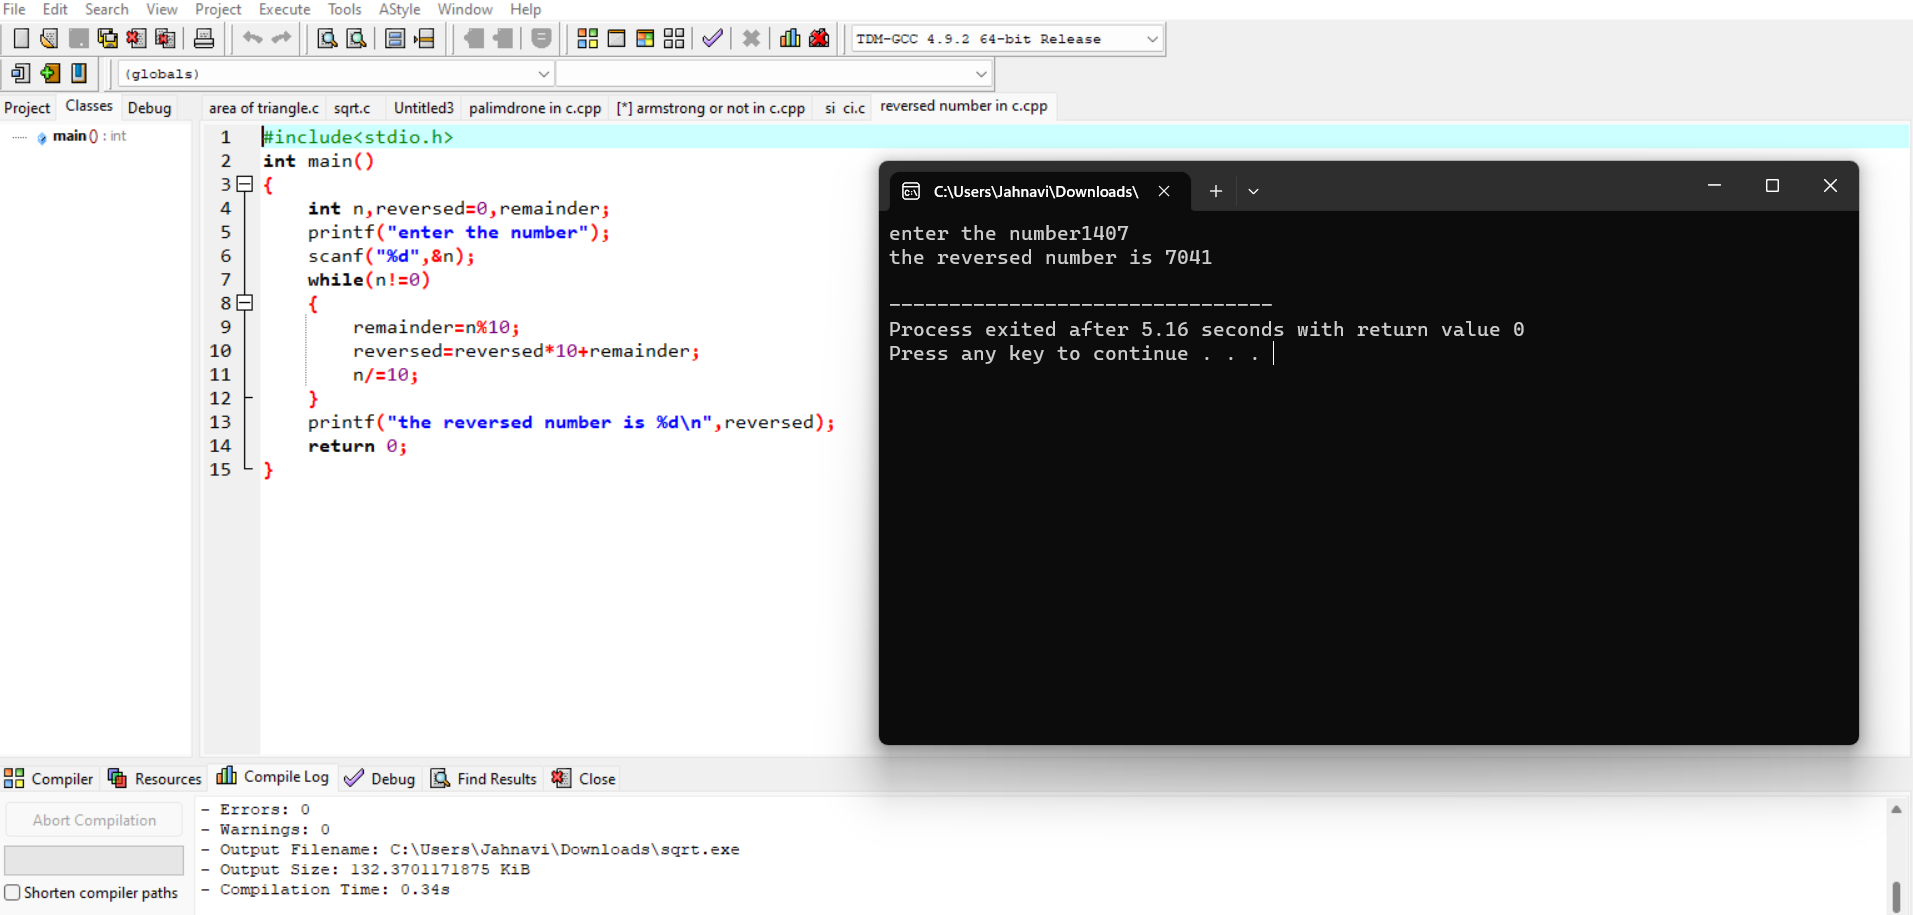 File Edit Search View Project Execute Tools AStyle Window Help
TDM-GCC 4.9.2 64-bit Release
(globals)
Project Classes Debug
area of triangle.c sqrt.c Untitled3 palimdrone in c.cpp [*] armstrong or not in c.cpp si ci.c reversed number in c.cpp
main () : int
1 #include<stdio.h>
2 int main()
3 {
4 int n,reversed=0,remainder;
5 printf("enter the number");
6 scanf("%d",&n);
7 while(n!=0)
8 {
9 remainder=n%10;
10 reversed=reversed*10+remainder;
11 n/=10;
12 }
13 printf("the reversed number is %d\n",reversed);
14 return 0;
15 }
C:\Users\Jahnavi\Downloads\
enter the number1407
the reversed number is 7041
--------------------------------
Process exited after 5.16 seconds with return value 0
Press any key to continue . . .
Compiler Resources Compile Log Debug Find Results Close
Abort Compilation
Shorten compiler paths
- Errors: 0
- Warnings: 0
- Output Filename: C:\Users\Jahnavi\Downloads\sqrt.exe
- Output Size: 132.3701171875 KiB
- Compilation Time: 0.34s